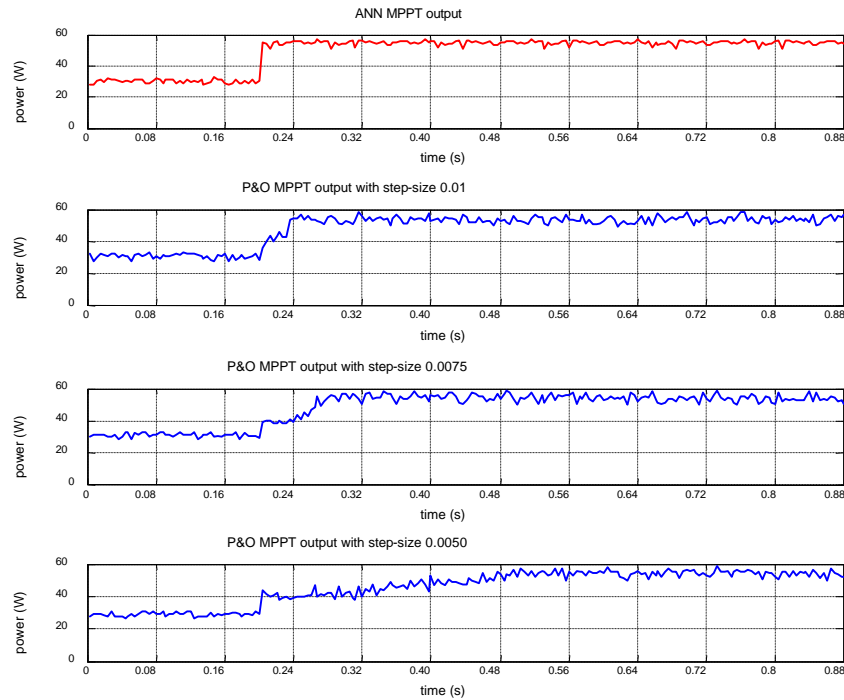 ANN MPPT output
60
40
20
0
power (W)
0 0.08 0.16 0.24 0.32 0.40 0.48 0.56 0.64 0.72 0.8 0.88
time (s)
P&O MPPT output with step-size 0.01
60
40
20
0
power (W)
0 0.08 0.16 0.24 0.32 0.40 0.48 0.56 0.64 0.72 0.8 0.88
time (s)
P&O MPPT output with step-size 0.0075
60
40
20
0
power (W)
0 0.08 0.16 0.24 0.32 0.40 0.48 0.56 0.64 0.72 0.8 0.88
time (s)
P&O MPPT output with step-size 0.0050
60
40
20
0
power (W)
0 0.08 0.16 0.24 0.32 0.40 0.48 0.56 0.64 0.72 0.8 0.88
time (s)